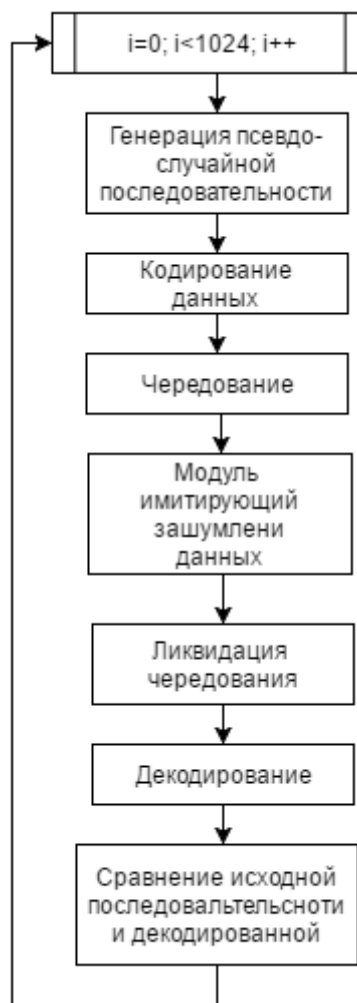 i=0; i<1024; i++
Генерация псевдо-
случайной
последовательности
Кодирование
данных
Чередование
Модуль
имитирующий
зашумлени
данных
Ликвидация
чередования
Декодирование
Сравнение исходной
последовальтельсноти
и декодированной